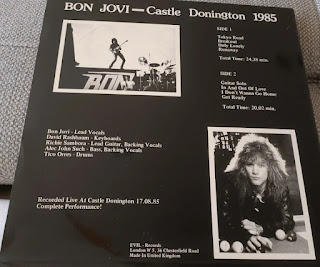 BON JOVI — Castle Donington 1985
SIDE 1
Tokyo Road
Breakout
Only Lonely
Runaway
Total Time: 24,28 min.
SIDE 2
Guitar Solo
In And Out Of Love
I Don't Wanna Go Home
Get Ready
Total Time: 20,02 min.
BON
Bon Jovi - Lead Vocals
David Rashbaum - Keyboards
Richie Sambora - Lead Guitar, Backing Vocals
Alec John Such - Bass, Backing Vocals
Tico Orres - Drums
Recorded Live At Castle Donington 17.08.85
Complete Performance!
EVIL - Records
London W 5, 36 Chesterfield Road
Made In United Kingdom